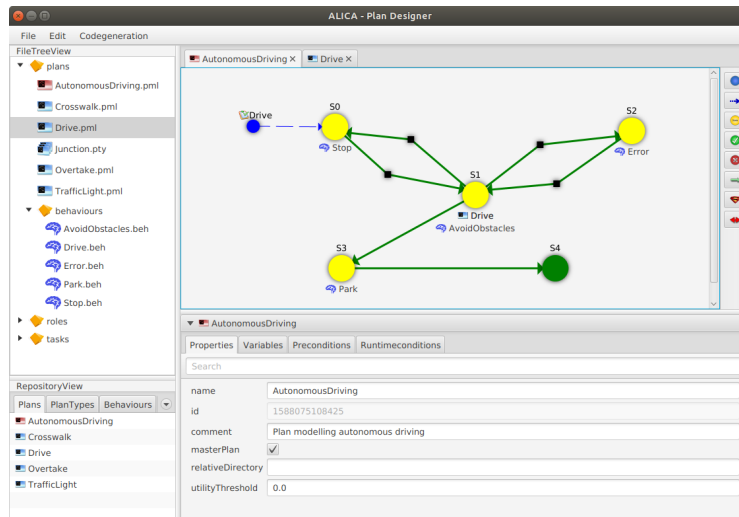 ALICA - Plan Designer
File Edit Codegeneration
FileTreeView
plans
AutonomousDriving.pml
Crosswalk.pml
Drive.pml
Junction.pty
Overtake.pml
TrafficLight.pml
behaviours
AvoidObstacles.beh
Drive.beh
Error.beh
Park.beh
Stop.beh
roles
tasks
RepositoryView
Plans PlanTypes Behaviours
AutonomousDriving
Crosswalk
Drive
Overtake
TrafficLight
AutonomousDriving × Drive ×
Drive
S0
Stop
S2
Error
S1
Drive
AvoidObstacles
S3
Park
S4
AutonomousDriving
Properties Variables Preconditions Runtimeconditions
Search
name AutonomousDriving
id 1588075108425
comment Plan modelling autonomous driving
masterPlan
relativeDirectory
utilityThreshold 0.0